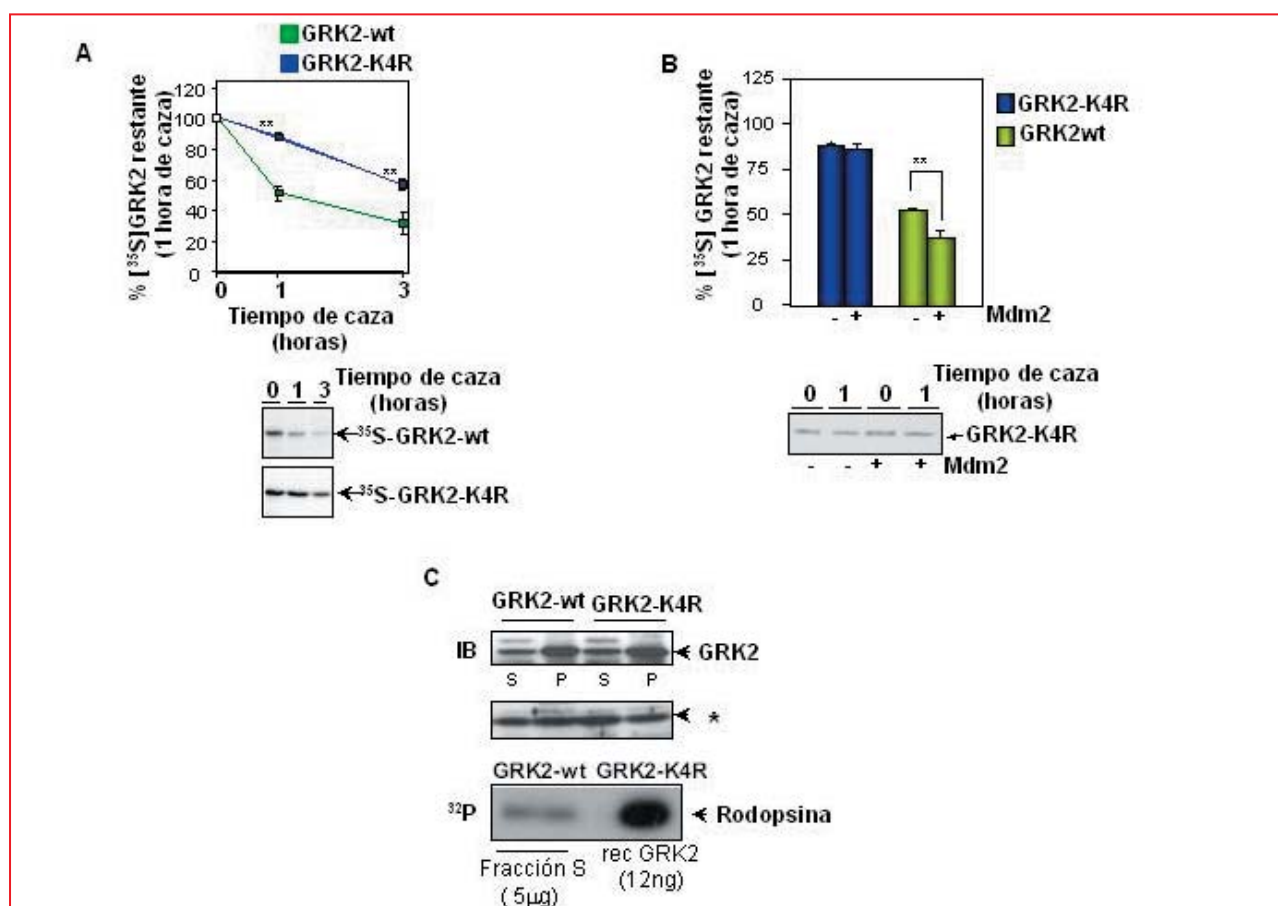 A
GRK2-wt
GRK2-K4R
% [³⁵S]GRK2 restante
(1 hora de caza)
120
100
80
60
40
20
0
**
**
0 1 3
Tiempo de caza
(horas)
0 1 3 Tiempo de caza
(horas)
³⁵S-GRK2-wt
³⁵S-GRK2-K4R
B
% [³⁵S] GRK2 restante
(1 hora de caza)
125
100
75
50
25
0
**
GRK2-K4R
GRK2wt
- + - + Mdm2
0 1 0 1 Tiempo de caza
(horas)
GRK2-K4R
- - + + Mdm2
C
GRK2-wt GRK2-K4R
IB GRK2
S P S P
*
GRK2-wt GRK2-K4R
³²P Rodopsina
Fracción S
( 5µg)
rec GRK2
(12ng)